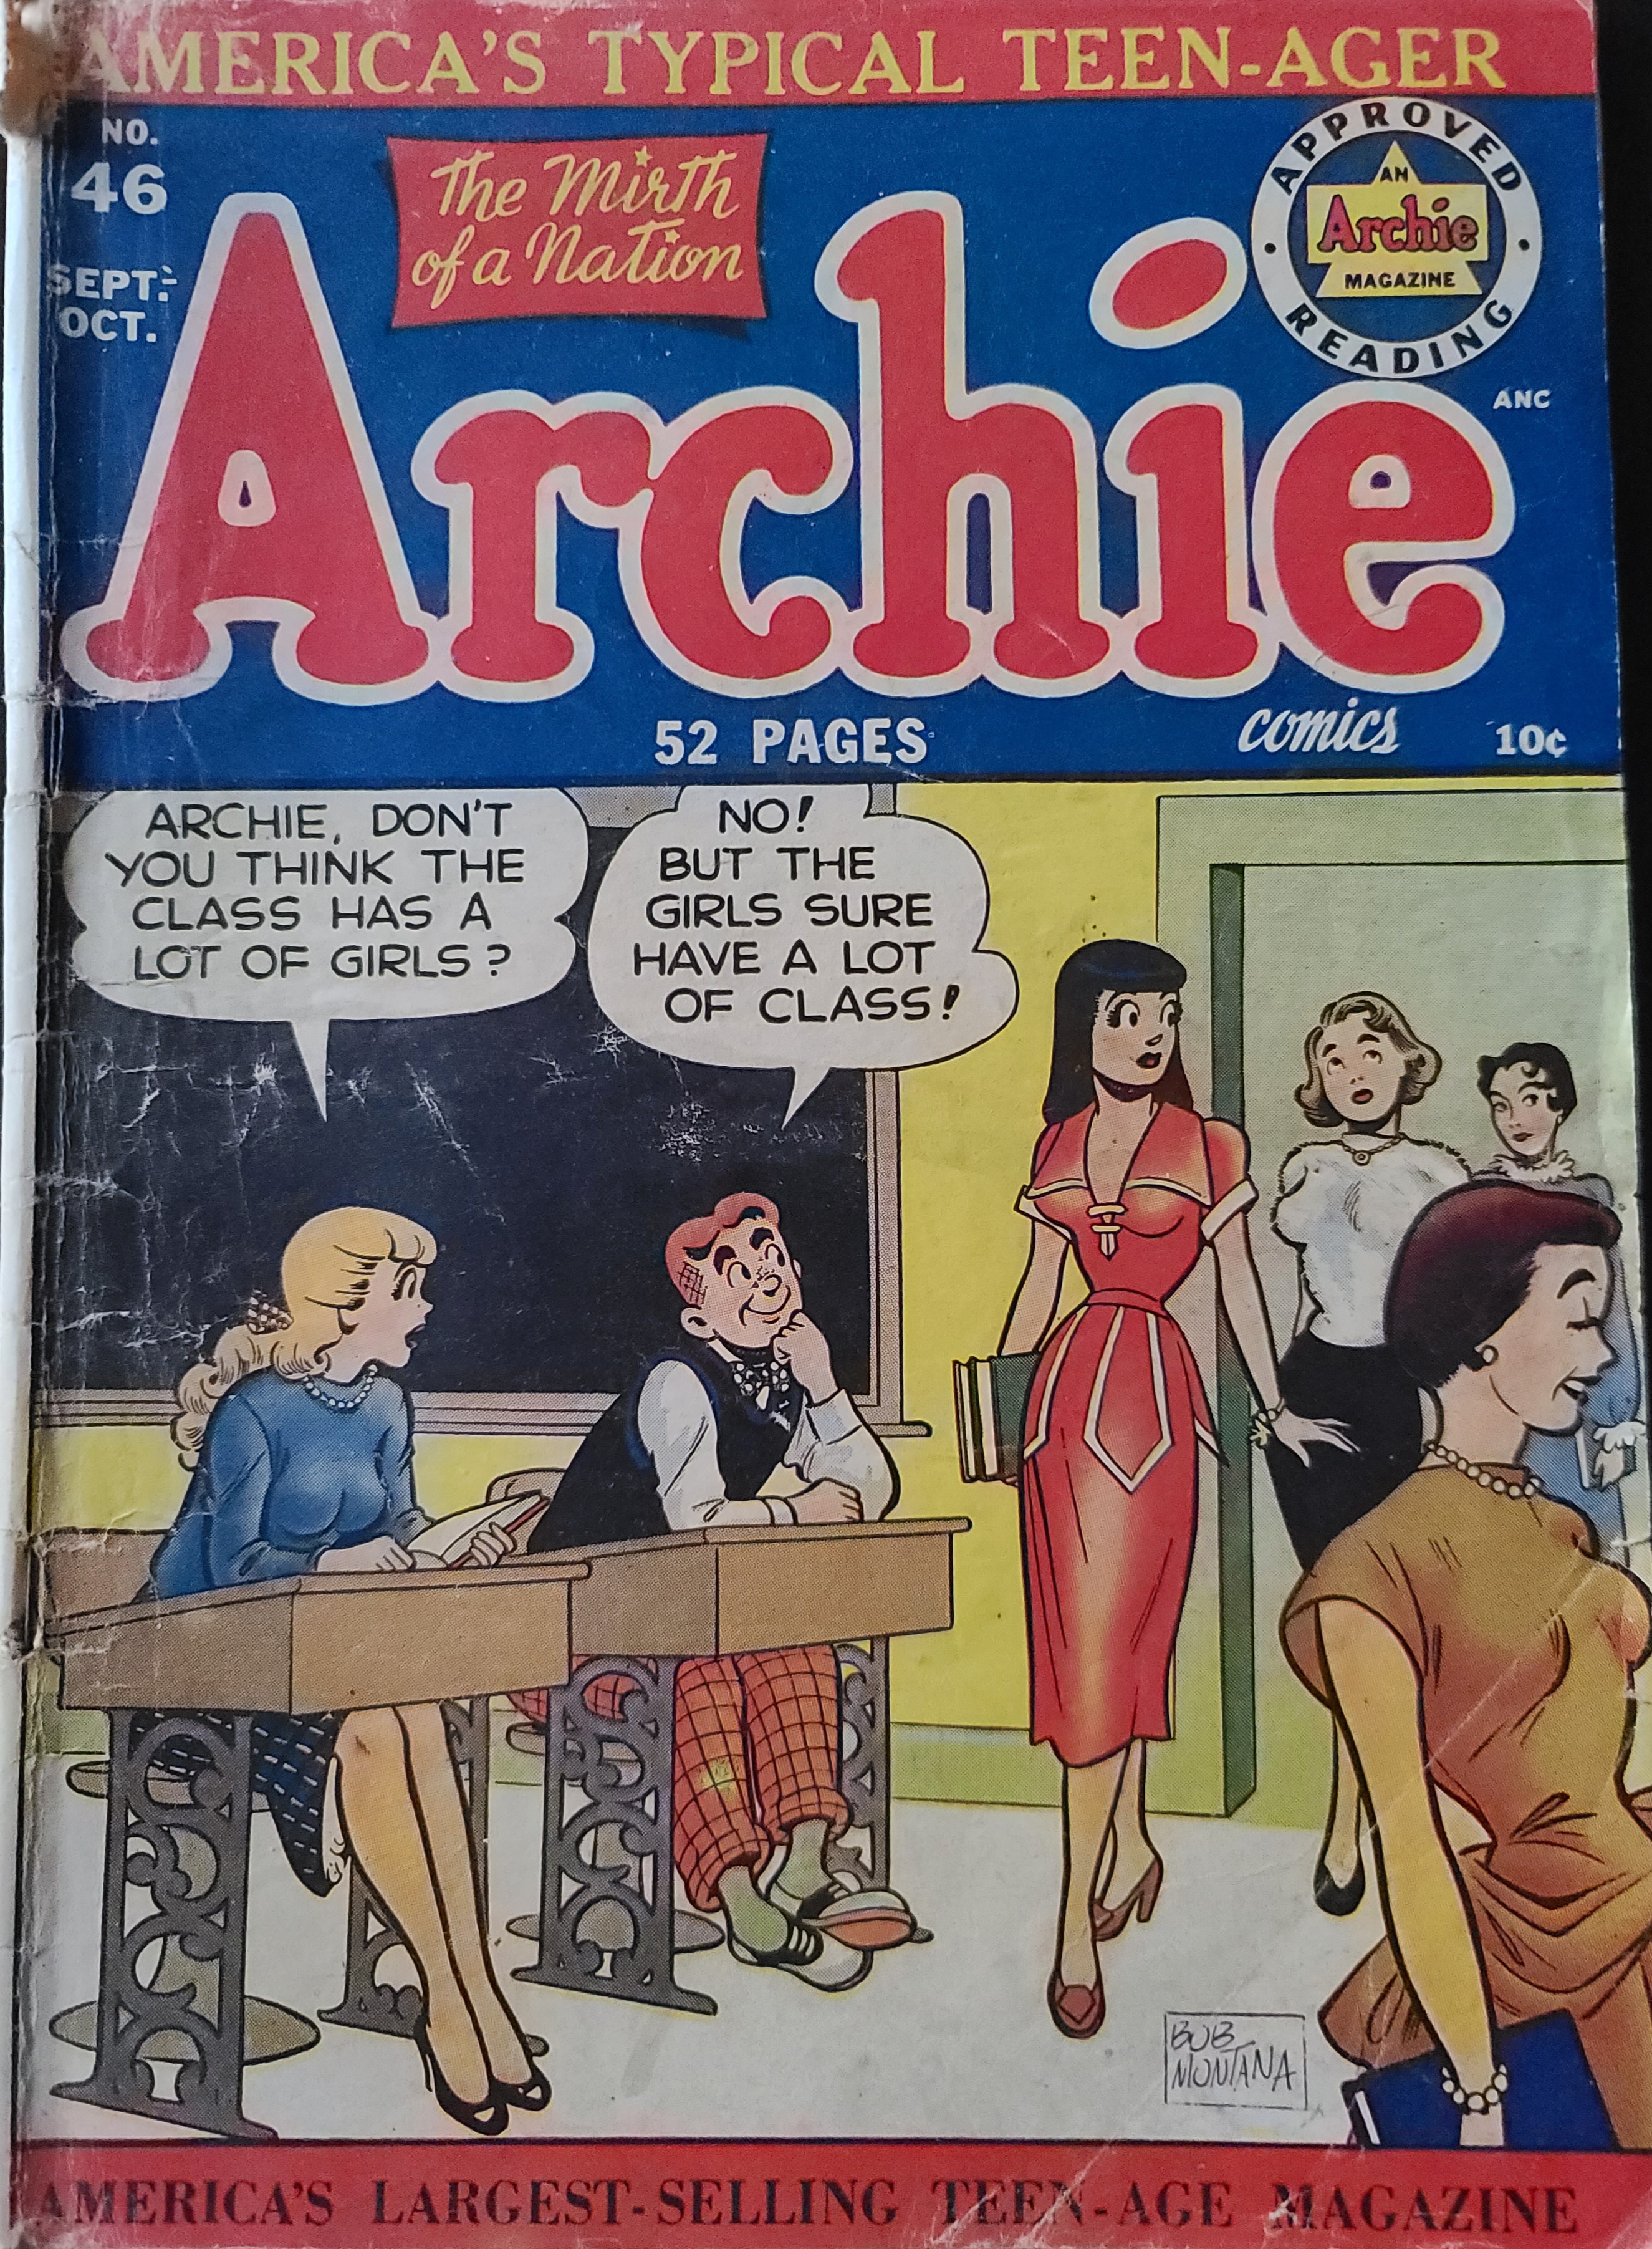 AMERICA'S TYPICAL TEEN-AGER
NO.
46
SEPT.-
OCT.
The Mirth
of a Nation
APPROVED
AN
Archie
MAGAZINE
READING
Archie
ANC
52 PAGES
comics
10¢
ARCHIE, DON'T
YOU THINK THE
CLASS HAS A
LOT OF GIRLS?
NO!
BUT THE
GIRLS SURE
HAVE A LOT
OF CLASS!
BOB
MONTANA
AMERICA'S LARGEST-SELLING TEEN-AGE MAGAZINE